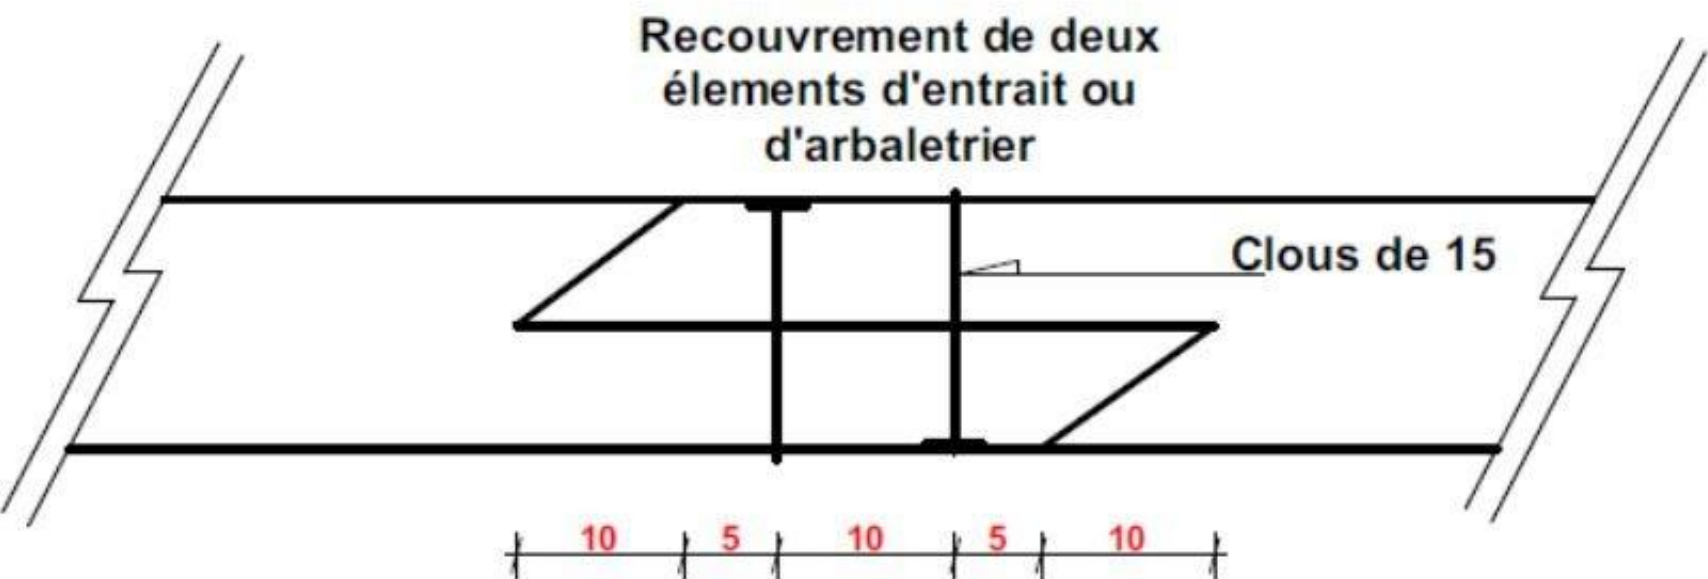 Recouvrement de deux
élements d'entrait ou
d'arbaletrier
Clous de 15
10 5 10 5 10